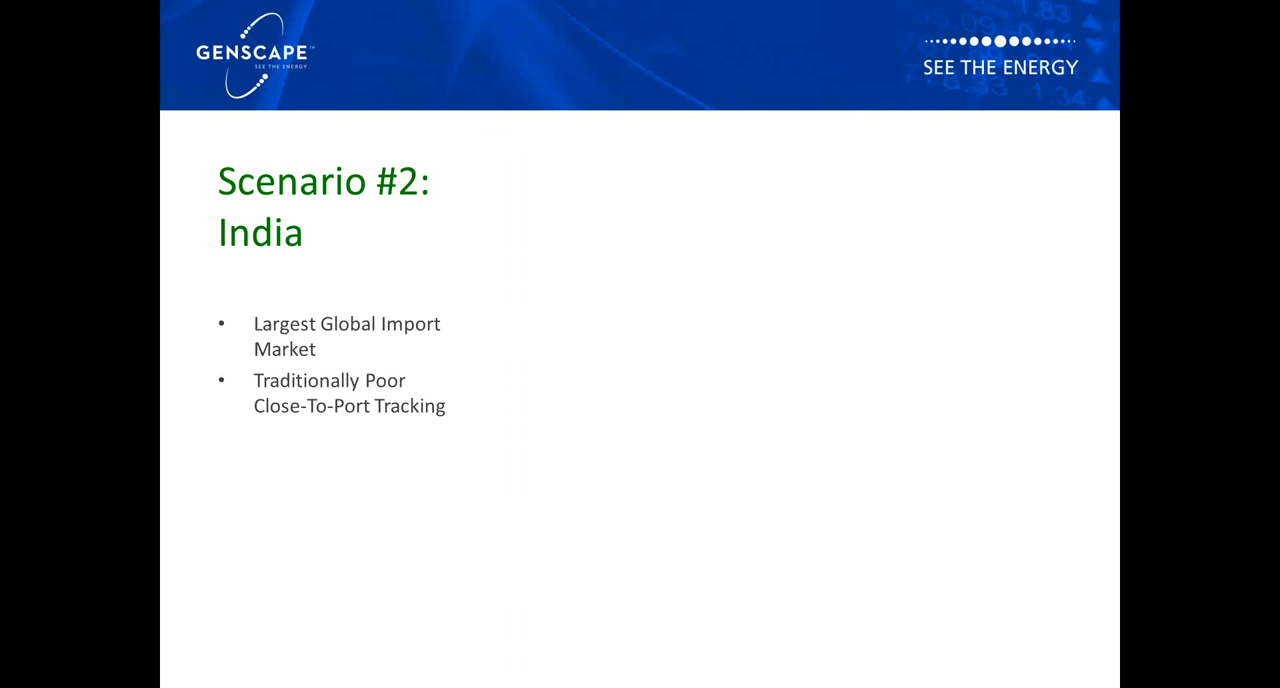 GENSCAPE™
SEE THE ENERGY
SEE THE ENERGY
Scenario #2:
India
• Largest Global Import
Market
• Traditionally Poor
Close-To-Port Tracking